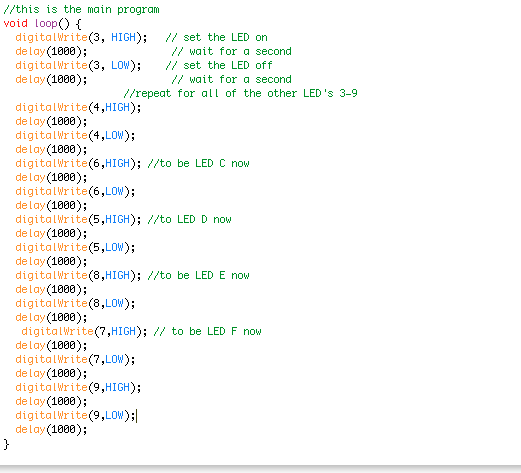 //this is the main program
void loop() {
  digitalWrite(3, HIGH);   // set the LED on
  delay(1000);              // wait for a second
  digitalWrite(3, LOW);    // set the LED off
  delay(1000);              // wait for a second
                    //repeat for all of the other LED's 3-9
  digitalWrite(4,HIGH);
  delay(1000);
  digitalWrite(4,LOW);
  delay(1000);
  digitalWrite(6,HIGH); //to be LED C now
  delay(1000);
  digitalWrite(6,LOW);
  delay(1000);
  digitalWrite(5,HIGH); //to LED D now
  delay(1000);
  digitalWrite(5,LOW);
  delay(1000);
  digitalWrite(8,HIGH); //to be LED E now
  delay(1000);
  digitalWrite(8,LOW);
  delay(1000);
   digitalWrite(7,HIGH); // to be LED F now
  delay(1000);
  digitalWrite(7,LOW);
  delay(1000);
  digitalWrite(9,HIGH);
  delay(1000);
  digitalWrite(9,LOW);
  delay(1000);
}